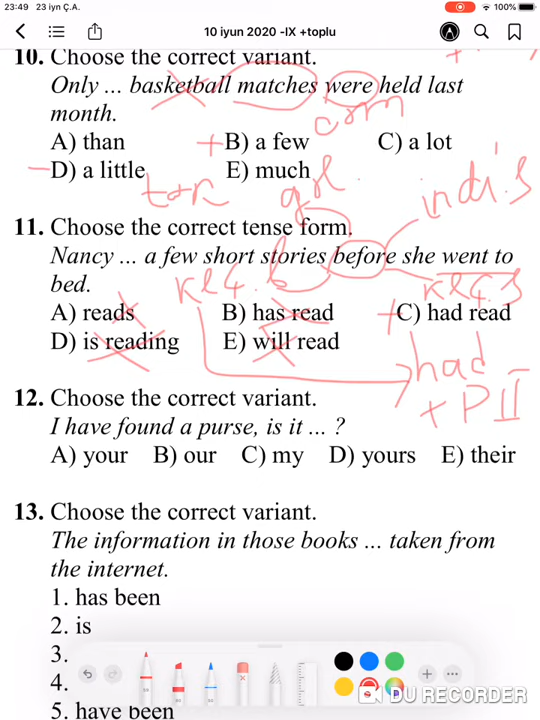 23:49 23 iyn Ç.A. 100%
10 iyun 2020 -IX +toplu
10. Choose the correct variant.
Only ... basketball matches were held last
month.
A) than B) a few C) a lot
D) a little E) much
11. Choose the correct tense form.
Nancy ... a few short stories before she went to
bed.
A) reads B) has read C) had read
D) is reading E) will read
had
+ P II
12. Choose the correct variant.
I have found a purse, is it ... ?
A) your B) our C) my D) yours E) their
13. Choose the correct variant.
The information in those books ... taken from
the internet.
1. has been
2. is
3.
4.
5. have been
DU RECORDER